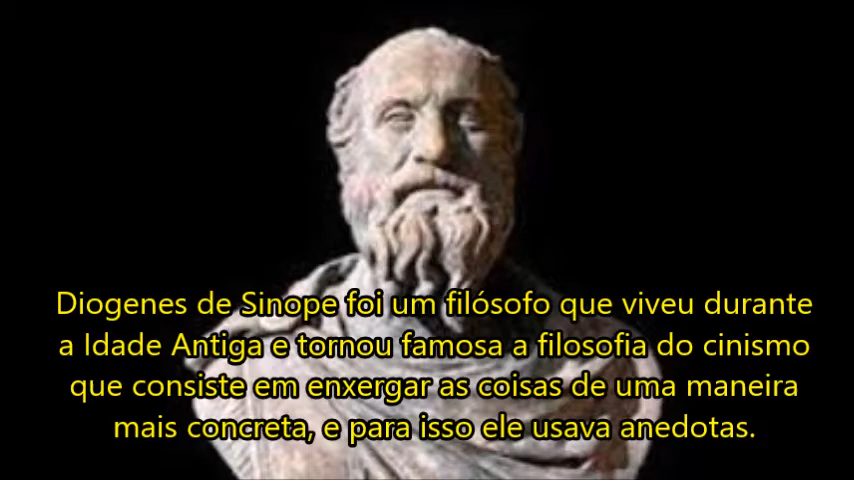 Diogenes de Sinope foi um filósofo que viveu durante
a Idade Antiga e tornou famosa a filosofia do cinismo
que consiste em enxergar as coisas de uma maneira
mais concreta, e para isso ele usava anedotas.